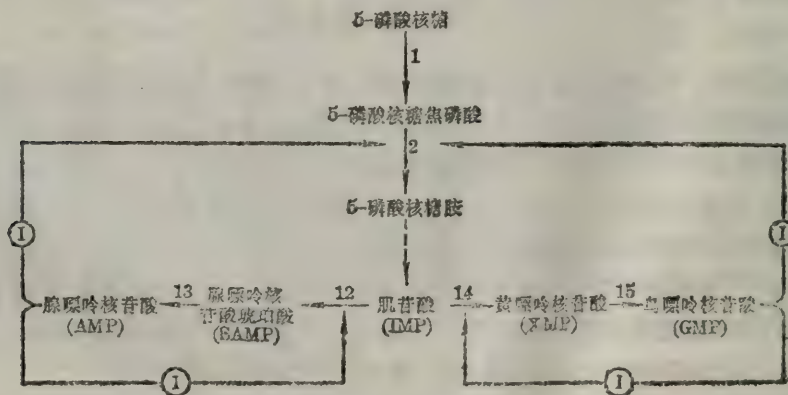 5-磷酸核糖
1
5-磷酸核糖焦磷酸
2
5-磷酸核糖胺
I
I
13
12
14
15
腺嘌呤核苷酸
腺嘌呤核
肌苷酸
黄嘌呤核苷酸
鸟嘌呤核苷酸
(AMP)
苷酸琥珀酸
(IMP)
(XMP)
(GMP)
(SAMP)
I
I